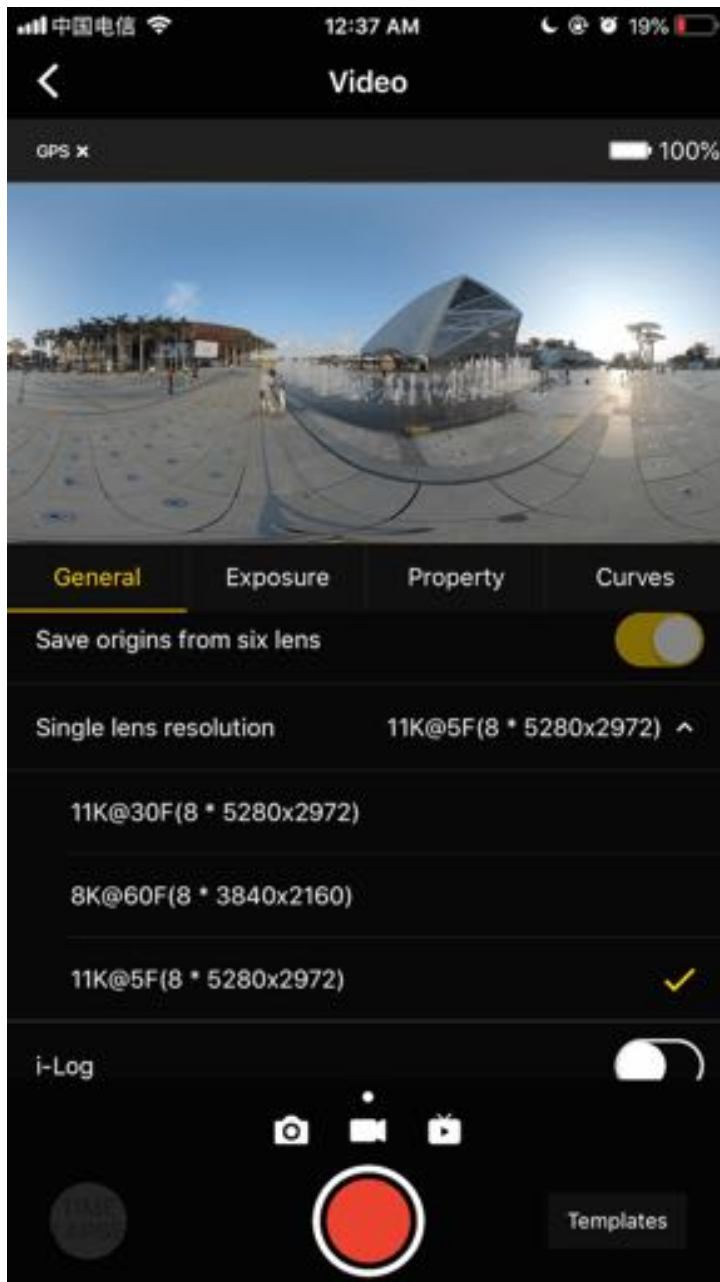 中国电信 12:37 AM 19%
Video
GPS × 100%
General Exposure Property Curves
Save origins from six lens
Single lens resolution 11K@5F(8 * 5280x2972)
11K@30F(8 * 5280x2972)
8K@60F(8 * 3840x2160)
11K@5F(8 * 5280x2972)
i-Log
Templates